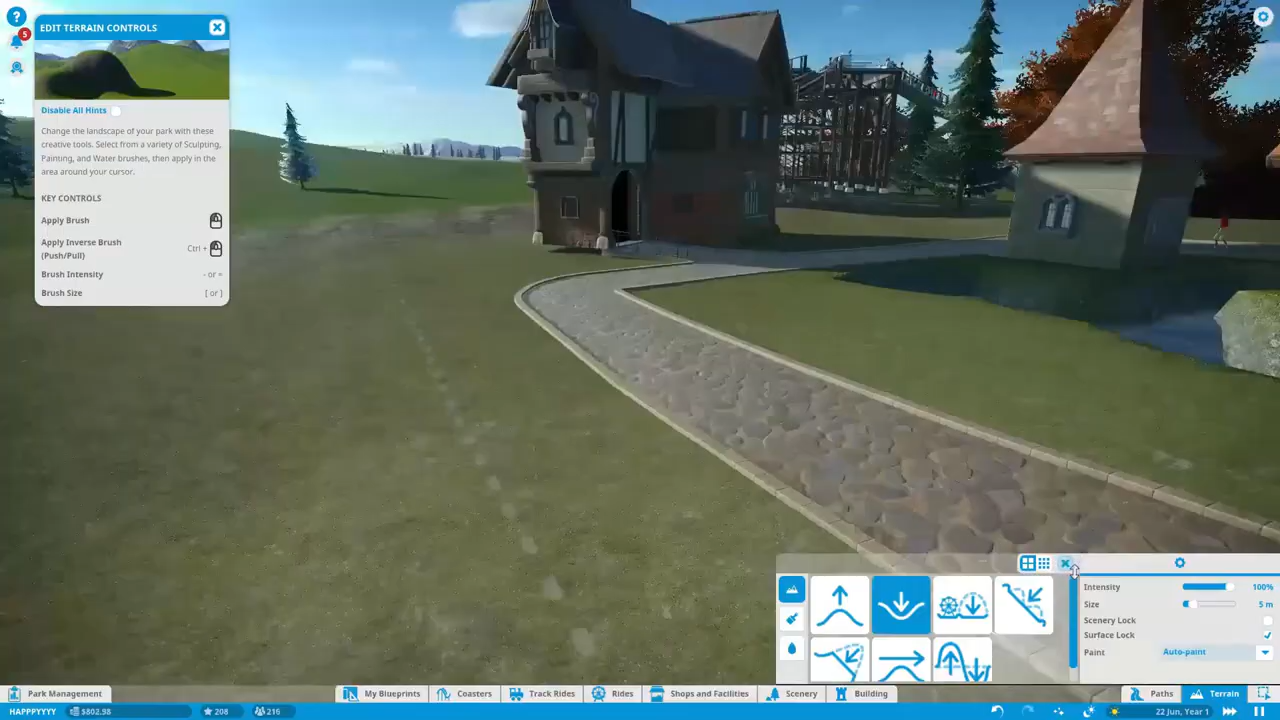 ?
5
EDIT TERRAIN CONTROLS
Disable All Hints
Change the landscape of your park with these
creative tools. Select from a variety of Sculpting,
Painting, and Water brushes, then apply in the
area around your cursor.
KEY CONTROLS
Apply Brush
Apply Inverse Brush
(Push/Pull) Ctrl +
Brush Intensity - or =
Brush Size [ or ]
Intensity 100%
Size 5 m
Scenery Lock
Surface Lock
Paint Auto-paint
Park Management My Blueprints Coasters Track Rides Rides Shops and Facilities Scenery Building Paths Terrain
HAPPYYYY $802.98 208 216 22 Jun, Year 1